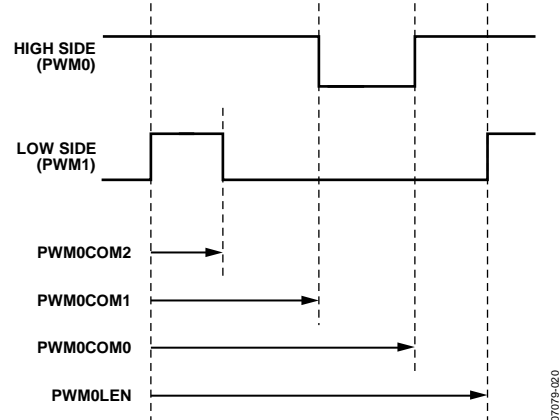 HIGH SIDE
(PWM0)
LOW SIDE
(PWM1)
PWM0COM2
PWM0COM1
PWM0COM0
PWM0LEN
07079-020